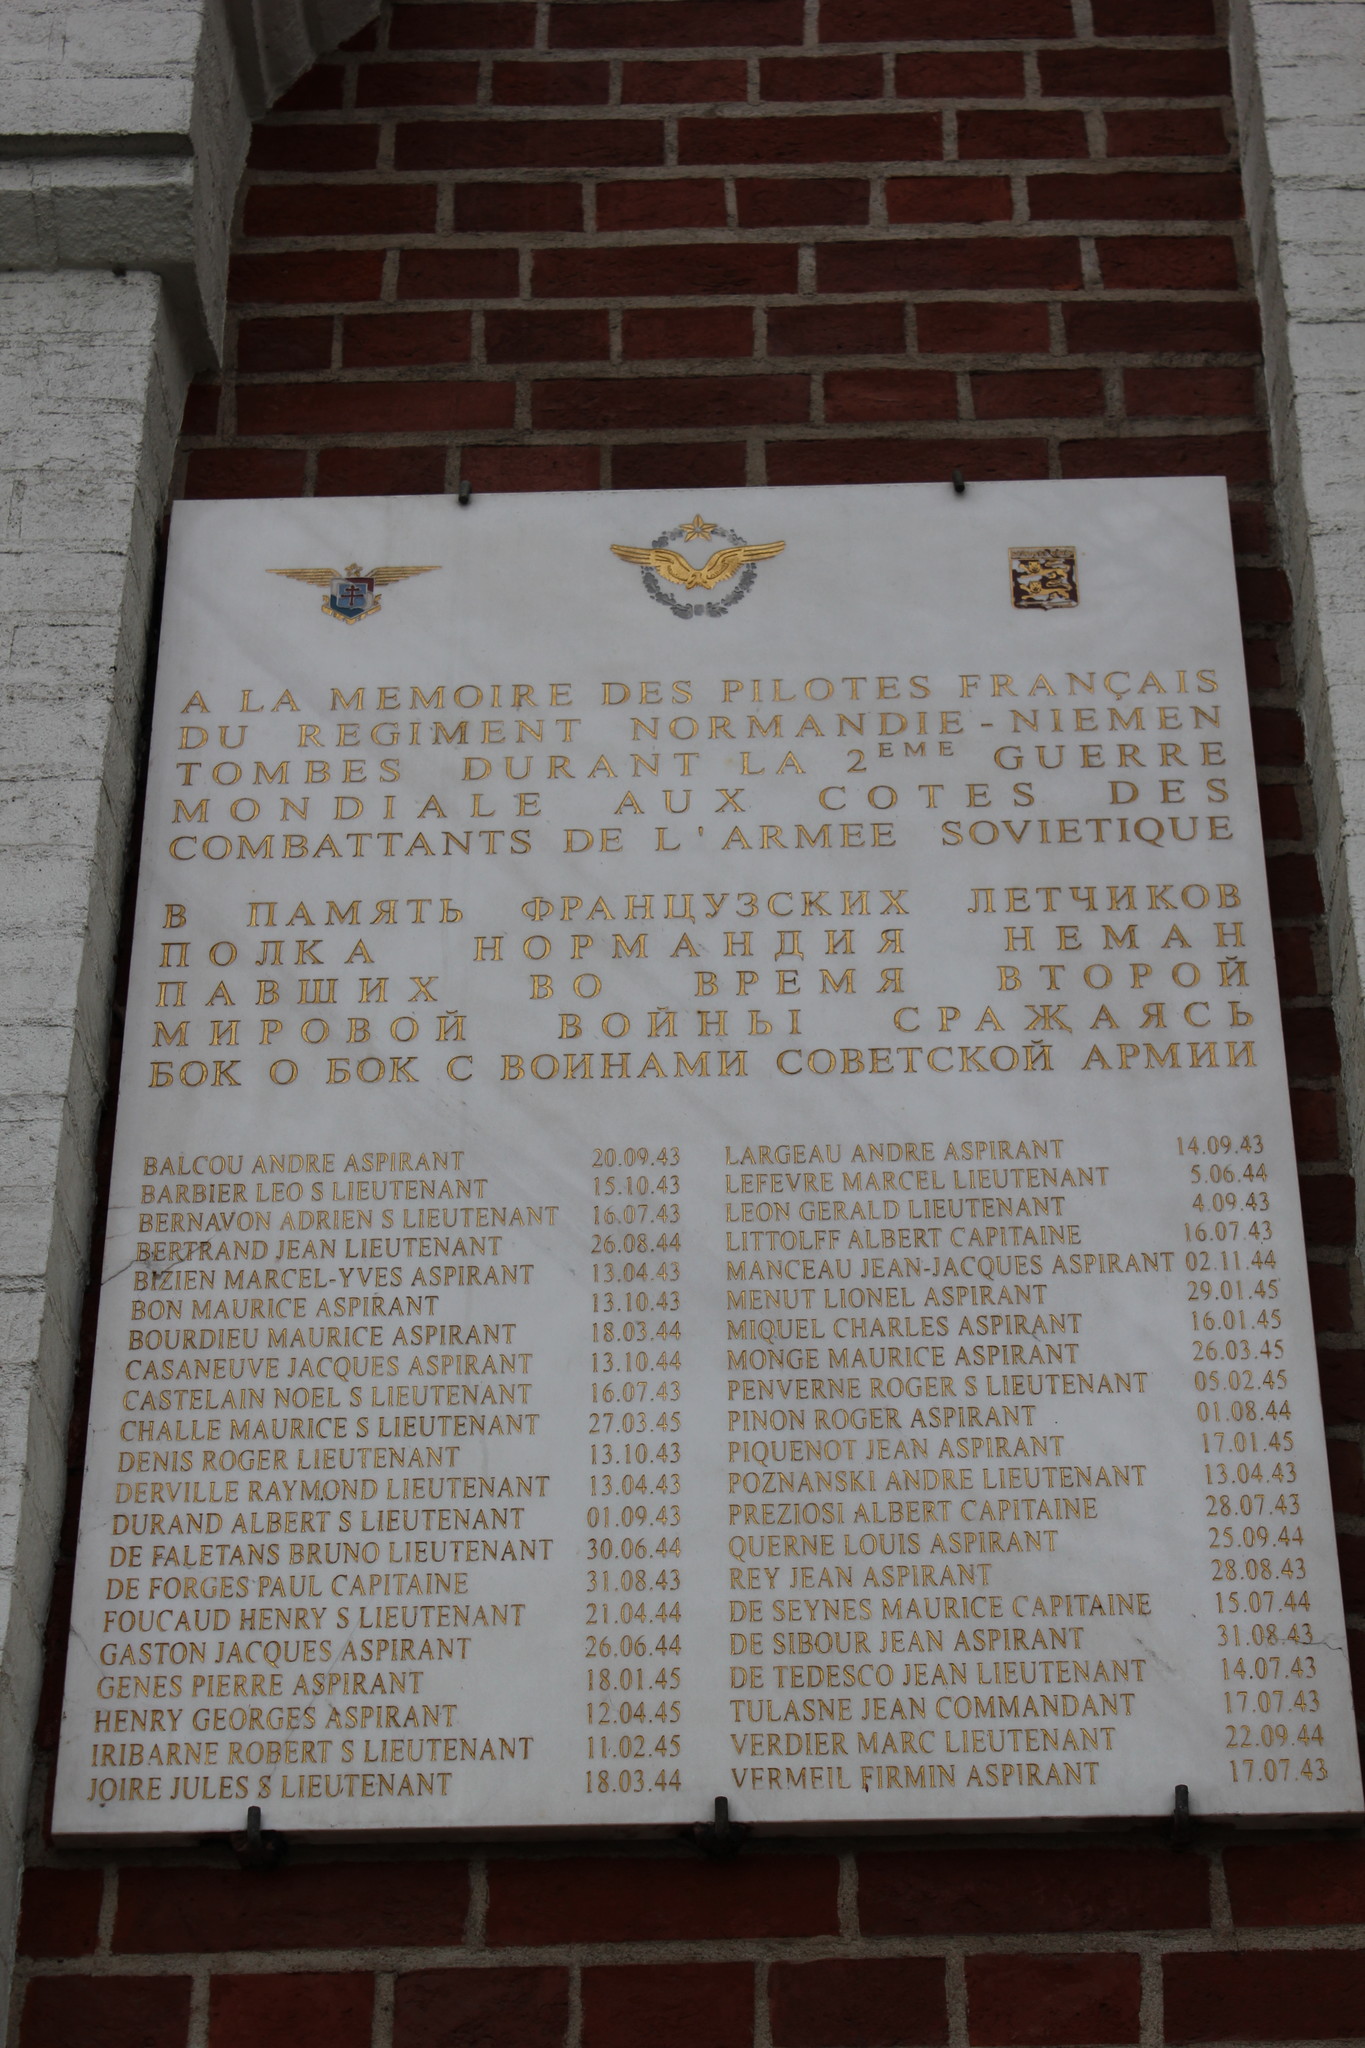 A LA MEMOIRE DES PILOTES FRANÇAIS
DU REGIMENT NORMANDIE-NIEMEN
TOMBES DURANT LA 2EME GUERRE
MONDIALE AUX COTES DES
COMBATTANTS DE L'ARMEE SOVIETIQUE
В ПАМЯТЬ ФРАНЦУЗСКИХ ЛЕТЧИКОВ
ПОЛКА НОРМАНДИЯ НЕМАН
ПАВШИХ ВО ВРЕМЯ ВТОРОЙ
МИРОВОЙ ВОЙНЫ СРАЖАЯСЬ
БОК О БОК С ВОИНАМИ СОВЕТСКОЙ АРМИИ
BALCOU ANDRE ASPIRANT 20.09.43
BARBIER LEO S LIEUTENANT 15.10.43
BERNAVON ADRIEN S LIEUTENANT 16.07.43
BERTRAND JEAN LIEUTENANT 26.08.44
BIZIEN MARCEL-YVES ASPIRANT 13.04.43
BON MAURICE ASPIRANT 13.10.43
BOURDIEU MAURICE ASPIRANT 18.03.44
CASANEUVE JACQUES ASPIRANT 13.10.44
CASTELAIN NOEL S LIEUTENANT 16.07.43
CHALLE MAURICE S LIEUTENANT 27.03.45
DENIS ROGER LIEUTENANT 13.10.43
DERVILLE RAYMOND LIEUTENANT 13.04.43
DURAND ALBERT S LIEUTENANT 01.09.43
DE FALETANS BRUNO LIEUTENANT 30.06.44
DE FORGES PAUL CAPITAINE 31.08.43
FOUCAUD HENRY S LIEUTENANT 21.04.44
GASTON JACQUES ASPIRANT 26.06.44
GENES PIERRE ASPIRANT 18.01.45
HENRY GEORGES ASPIRANT 12.04.45
IRIBARNE ROBERT S LIEUTENANT 11.02.45
JOIRE JULES S LIEUTENANT 18.03.44
LARGEAU ANDRE ASPIRANT 14.09.43
LEFEVRE MARCEL LIEUTENANT 5.06.44
LEON GERALD LIEUTENANT 4.09.43
LITTOLFF ALBERT CAPITAINE 16.07.43
MANCEAU JEAN-JACQUES ASPIRANT 02.11.44
MENUT LIONEL ASPIRANT 29.01.45
MIQUEL CHARLES ASPIRANT 16.01.45
MONGE MAURICE ASPIRANT 26.03.45
PENVERNE ROGER S LIEUTENANT 05.02.45
PINON ROGER ASPIRANT 01.08.44
PIQUENOT JEAN ASPIRANT 17.01.45
POZNANSKI ANDRE LIEUTENANT 13.04.43
PREZIOSI ALBERT CAPITAINE 28.07.43
QUERNE LOUIS ASPIRANT 25.09.44
REY JEAN ASPIRANT 28.08.43
DE SEYNES MAURICE CAPITAINE 15.07.44
DE SIBOUR JEAN ASPIRANT 31.08.43
DE TEDESCO JEAN LIEUTENANT 14.07.43
TULASNE JEAN COMMANDANT 17.07.43
VERDIER MARC LIEUTENANT 22.09.44
VERMEIL FIRMIN ASPIRANT 17.07.43